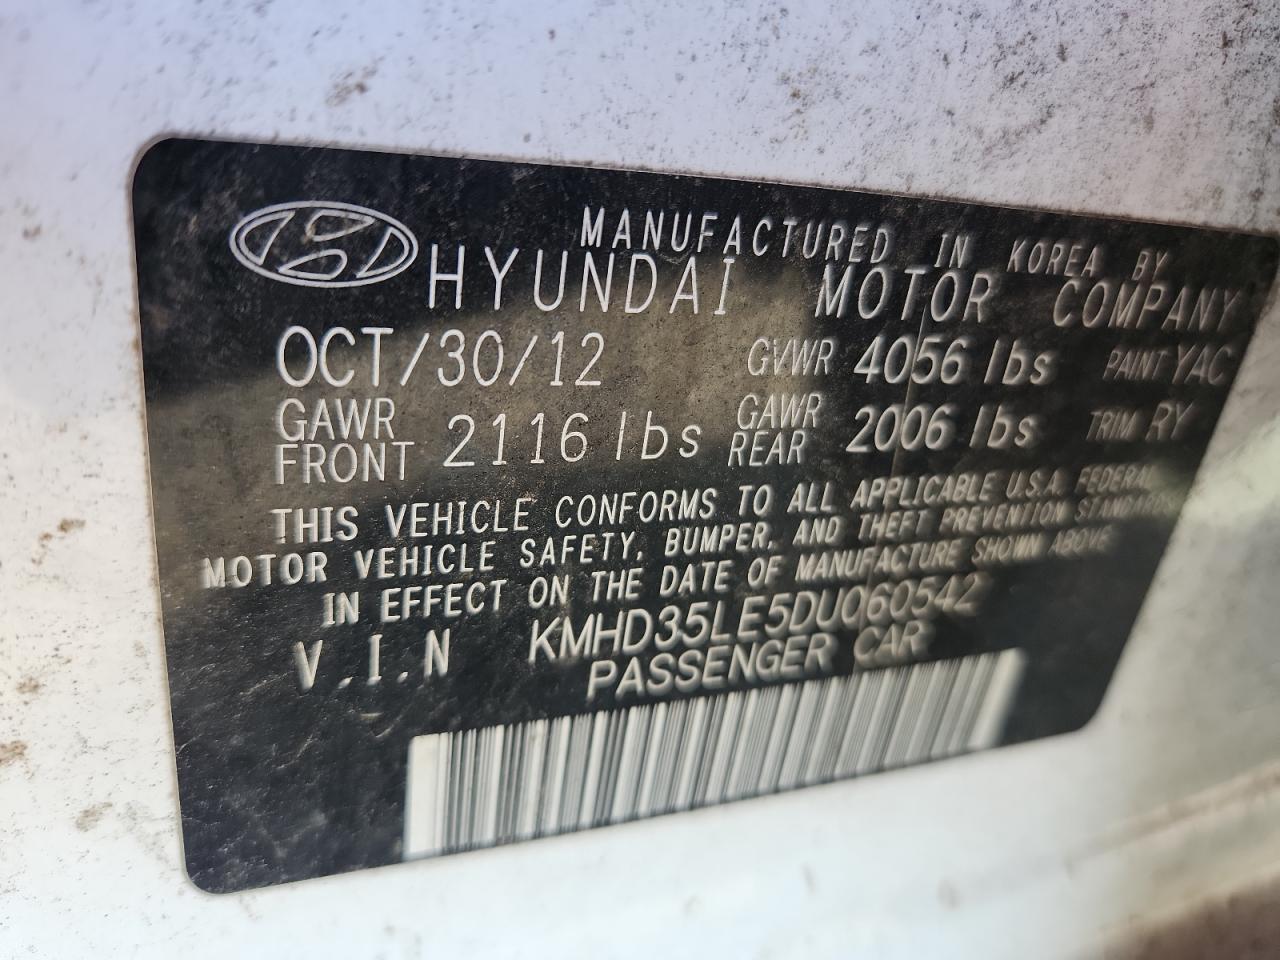 MANUFACTURED IN KOREA BY
HYUNDAI MOTOR COMPANY
OCT/30/12 GVWR 4056 lbs PAINT YAC
GAWR FRONT 2116 lbs GAWR REAR 2006 lbs TRIM RY
THIS VEHICLE CONFORMS TO ALL APPLICABLE U.S.A. FEDERAL
MOTOR VEHICLE SAFETY, BUMPER, AND THEFT PREVENTION STANDARDS
IN EFFECT ON THE DATE OF MANUFACTURE SHOWN ABOVE
V.I.N KMHD35LE5DU060542
PASSENGER CAR